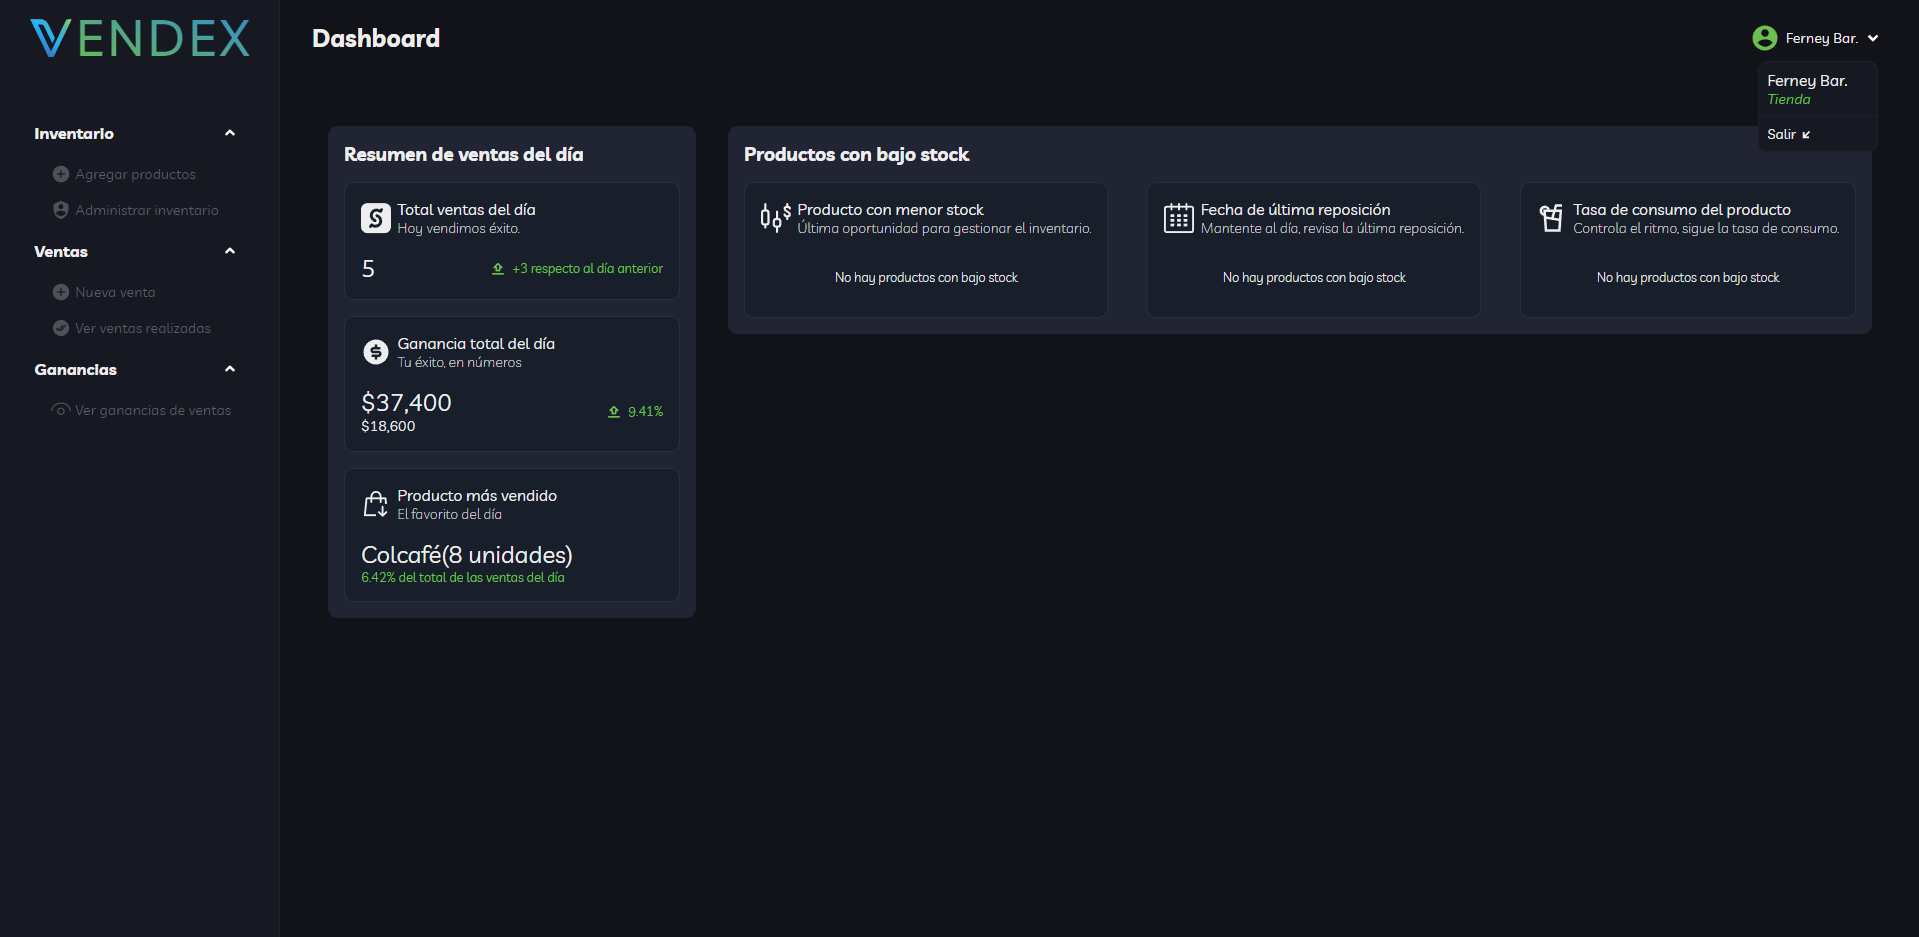 VENDEX
Inventario
Agregar productos
Administrar inventario
Ventas
Nueva venta
Ver ventas realizadas
Ganancias
Ver ganancias de ventas
Dashboard
Ferney Bar.
Ferney Bar.
Tienda
Salir
Resumen de ventas del día
Total ventas del día
Hoy vendimos éxito.
5
+3 respecto al día anterior
Ganancia total del día
Tu éxito, en números
$37,400
9.41%
$18,600
Producto más vendido
El favorito del día
Colcafé(8 unidades)
6.42% del total de las ventas del día
Productos con bajo stock
Producto con menor stock
Última oportunidad para gestionar el inventario.
No hay productos con bajo stock
Fecha de última reposición
Mantente al día, revisa la última reposición.
No hay productos con bajo stock
Tasa de consumo del producto
Controla el ritmo, sigue la tasa de consumo.
No hay productos con bajo stock